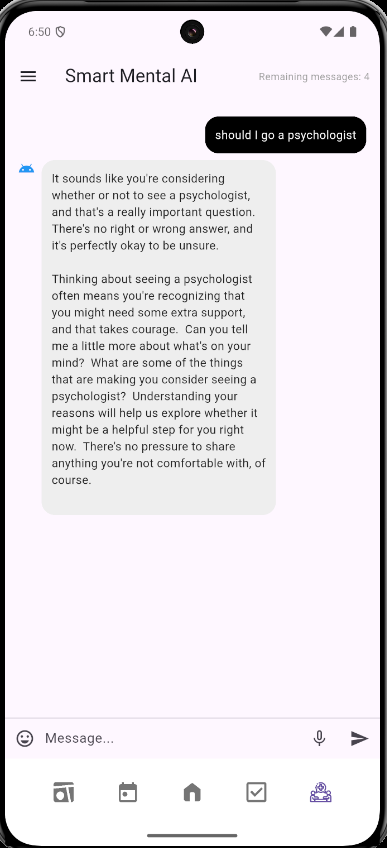 6:50
Smart Mental AI
Remaining messages: 4
should I go a psychologist
It sounds like you're considering
whether or not to see a psychologist,
and that's a really important question.
There's no right or wrong answer, and
it's perfectly okay to be unsure.
Thinking about seeing a psychologist
often means you're recognizing that
you might need some extra support,
and that takes courage.  Can you tell
me a little more about what's on your
mind?  What are some of the things
that are making you consider seeing a
psychologist?  Understanding your
reasons will help us explore whether it
might be a helpful step for you right
now.  There's no pressure to share
anything you're not comfortable with, of
course.
Message...